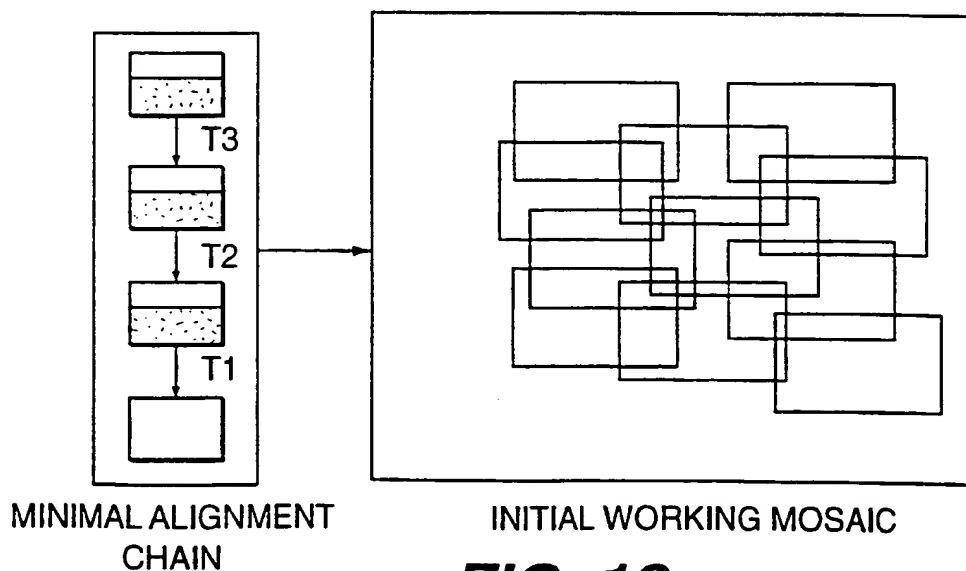 T3
T2
T1
MINIMAL ALIGNMENT
CHAIN
INITIAL WORKING MOSAIC